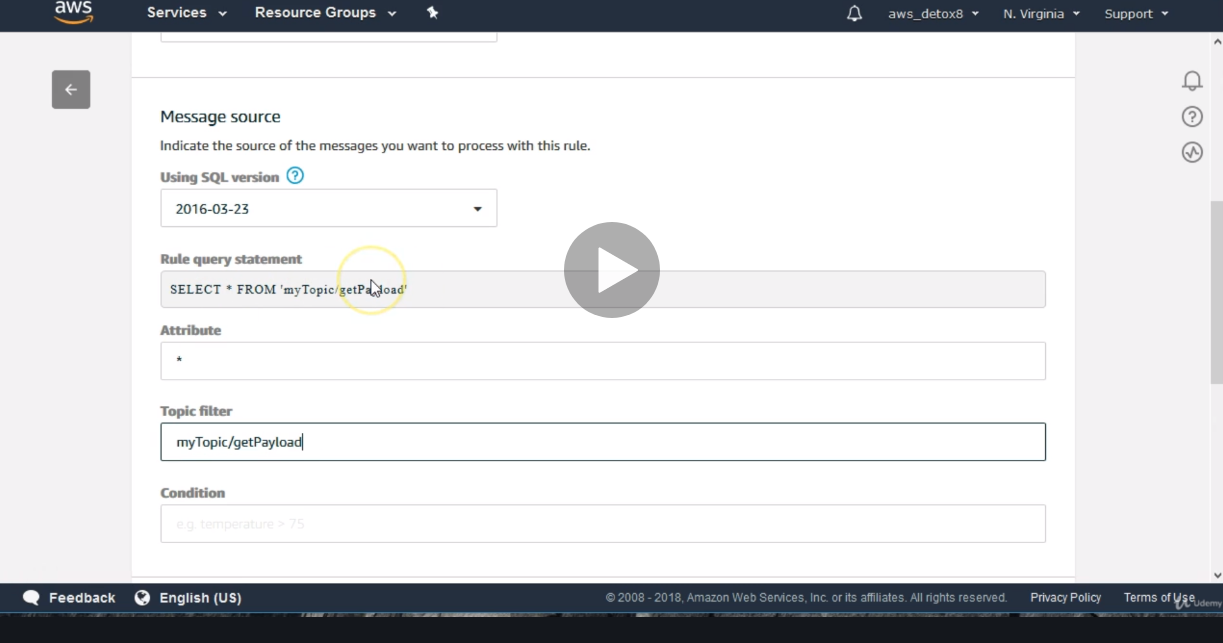 aws Services Resource Groups aws_detox8 N. Virginia Support
Message source
Indicate the source of the messages you want to process with this rule.
Using SQL version ?
2016-03-23
Rule query statement
SELECT * FROM 'myTopic/getPayload'
Attribute
*
Topic filter
myTopic/getPayload
Condition
e.g. temperature > 75
Feedback English (US) © 2008 - 2018, Amazon Web Services, Inc. or its affiliates. All rights reserved. Privacy Policy Terms of Use
Udemy